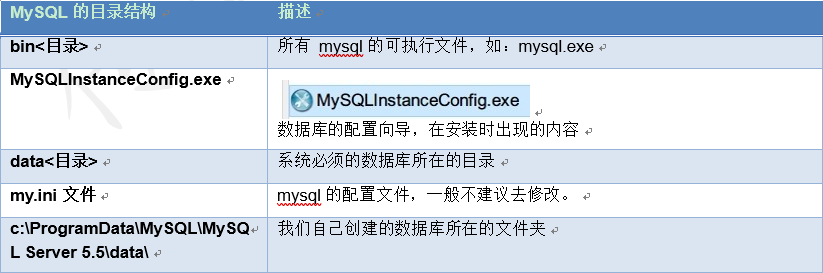 MySQL 的目录结构
描述
bin<目录>
所有 mysql 的可执行文件，如：mysql.exe
MySQLInstanceConfig.exe
MySQLInstanceConfig.exe
数据库的配置向导，在安装时出现的内容
data<目录>
系统必须的数据库所在的目录
my.ini 文件
mysql 的配置文件，一般不建议去修改。
c:\ProgramData\MySQL\MySQ
L Server 5.5\data\
我们自己创建的数据库所在的文件夹